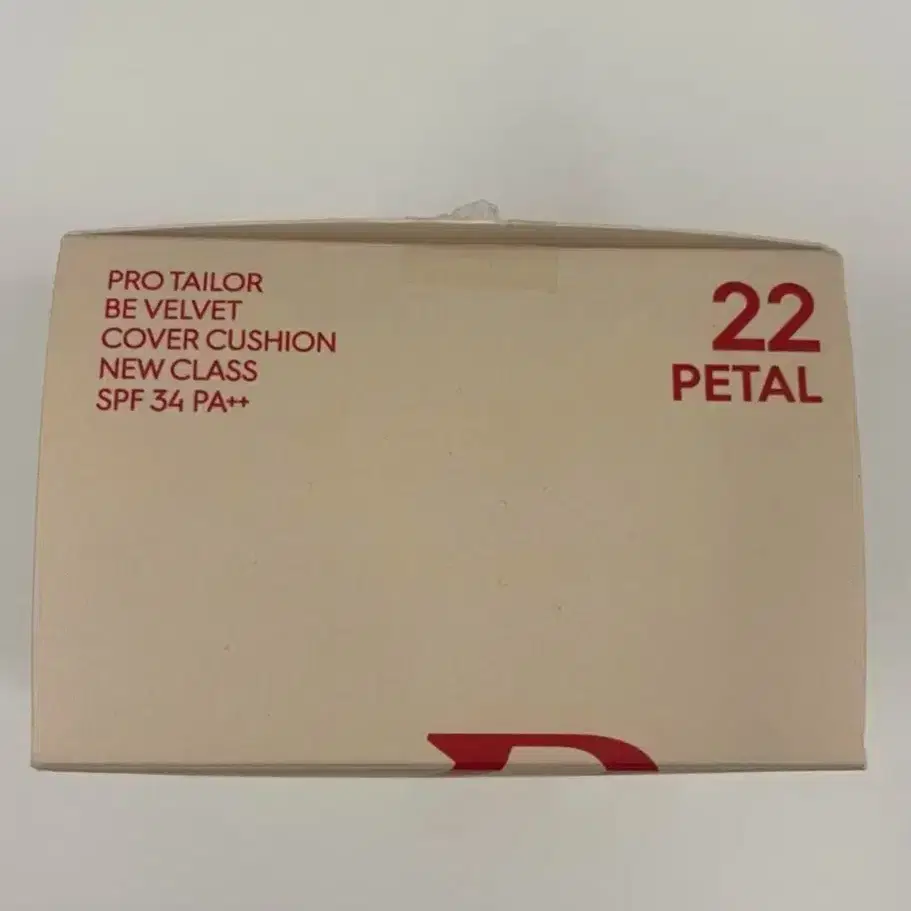 PRO TAILOR
BE VELVET
COVER CUSHION
NEW CLASS
SPF 34 PA++
22
PETAL